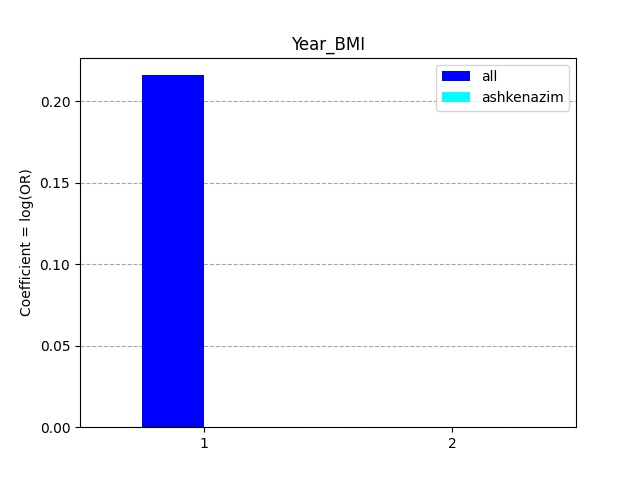 Year_BMI
all
ashkenazim
Coefficient = log(OR)
0.20
0.15
0.10
0.05
0.00
1
2